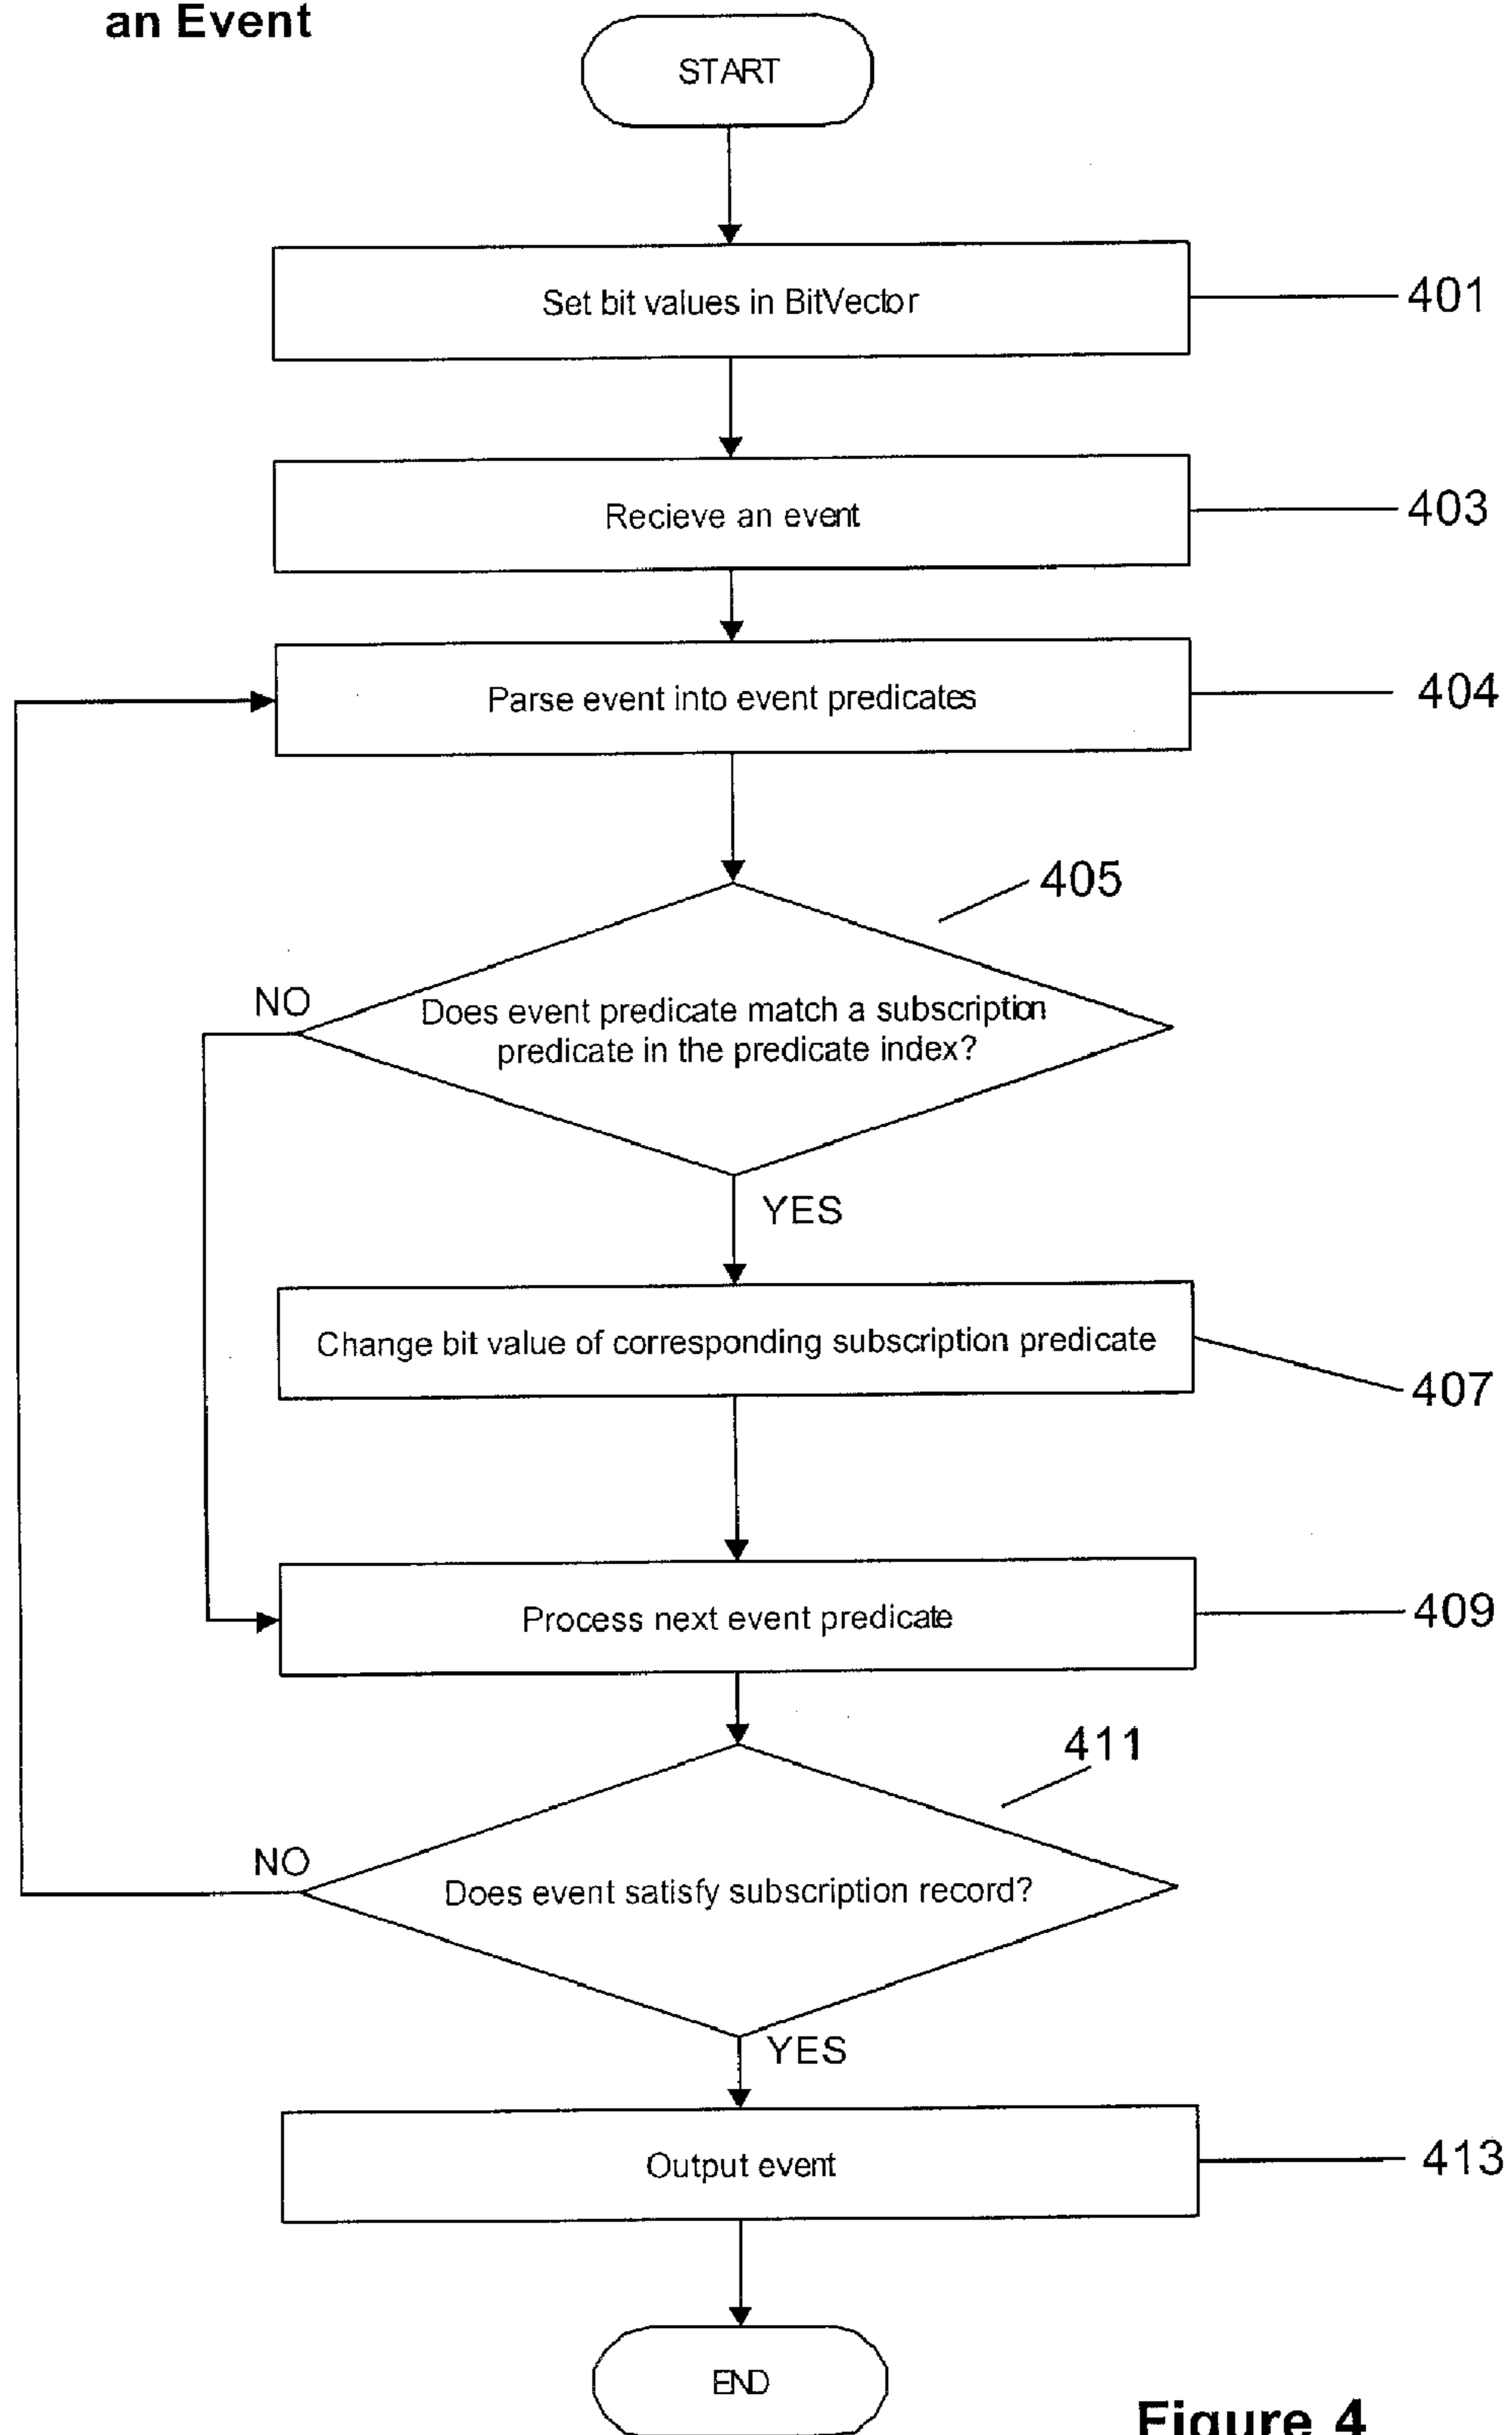 an Event
START
Set bit values in BitVector
401
Recieve an event
403
Parse event into event predicates
404
405
NO
Does event predicate match a subscription
predicate in the predicate index?
YES
Change bit value of corresponding subscription predicate
407
Process next event predicate
409
411
NO
Does event satisfy subscription record?
YES
Output event
413
END
Figure 4